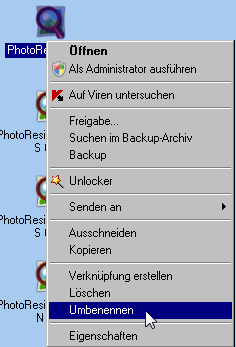 PhotoRes
Öffnen
Als Administrator ausführen
Auf Viren untersuchen
Freigabe...
PhotoResi
Suchen im Backup-Archiv
S
Backup
Unlocker
Senden an
Ausschneiden
Kopieren
PhotoResi
S
Verknüpfung erstellen
Löschen
PhotoResi
Umbenennen
N
Eigenschaften